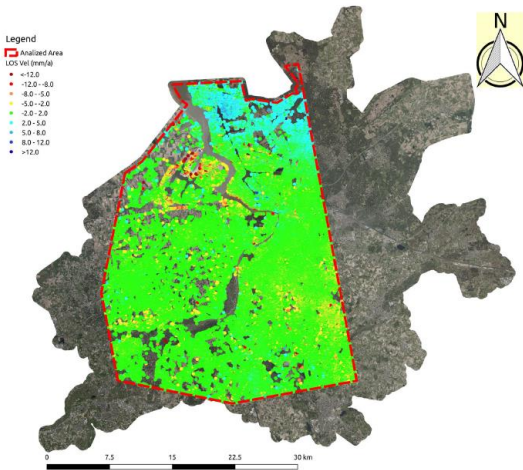 N
Legend
Analized Area
LOS Vel (mm/a)
<-12.0
-12.0 - -8.0
-8.0 - -5.0
-5.0 - -2.0
-2.0 - 2.0
2.0 - 5.0
5.0 - 8.0
8.0 - 12.0
>12.0
0 7.5 15 22.5 30 km